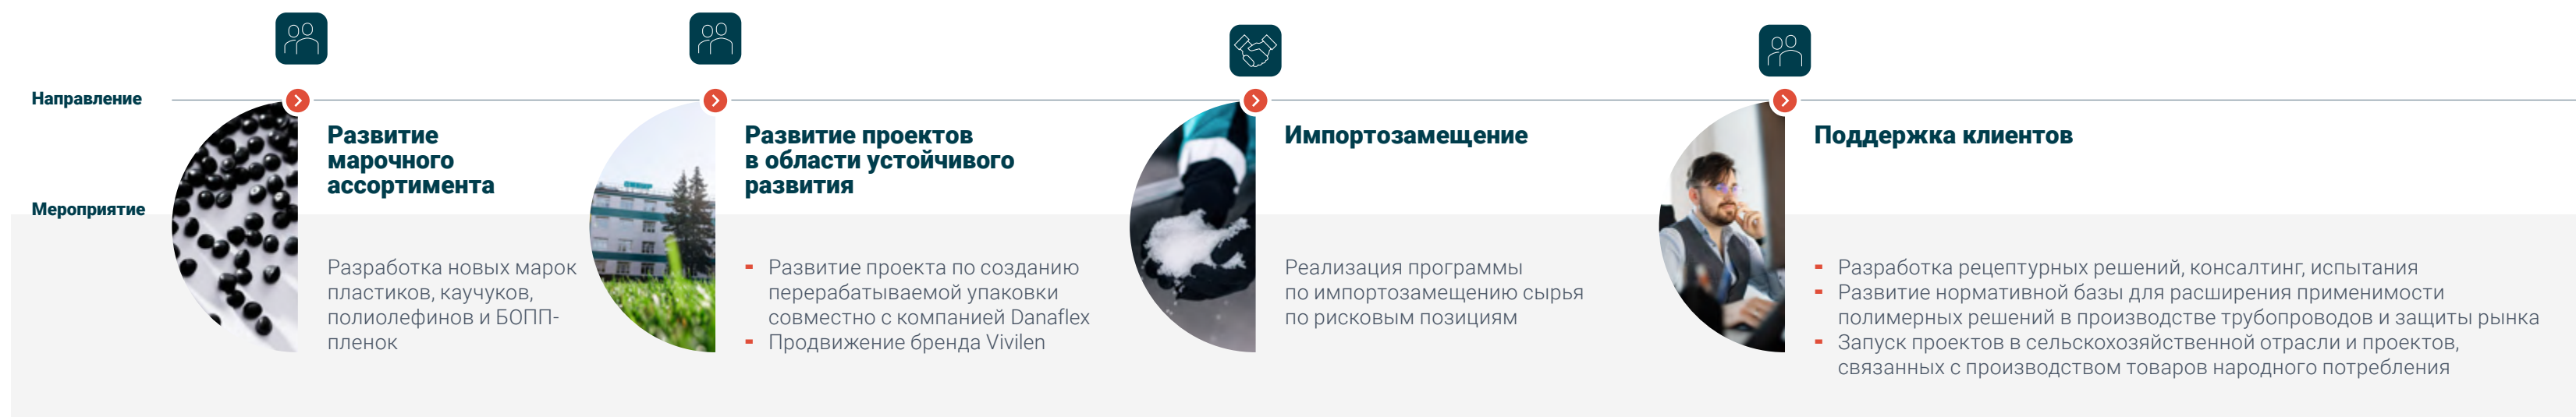 Направление
Развитие
марочного
ассортимента
Развитие проектов
в области устойчивого
развития
Импортозамещение
Поддержка клиентов
Мероприятие
Разработка новых марок
пластиков, каучуков,
полиолефинов и БОПП-
пленок
- Развитие проекта по созданию
перерабатываемой упаковки
совместно с компанией Danaflex
- Продвижение бренда Vivilen
Реализация программы
по импортозамещению сырья
по рисковым позициям
- Разработка рецептурных решений, консалтинг, испытания
- Развитие нормативной базы для расширения применимости
полимерных решений в производстве трубопроводов и защиты рынка
- Запуск проектов в сельскохозяйственной отрасли и проектов,
связанных с производством товаров народного потребления